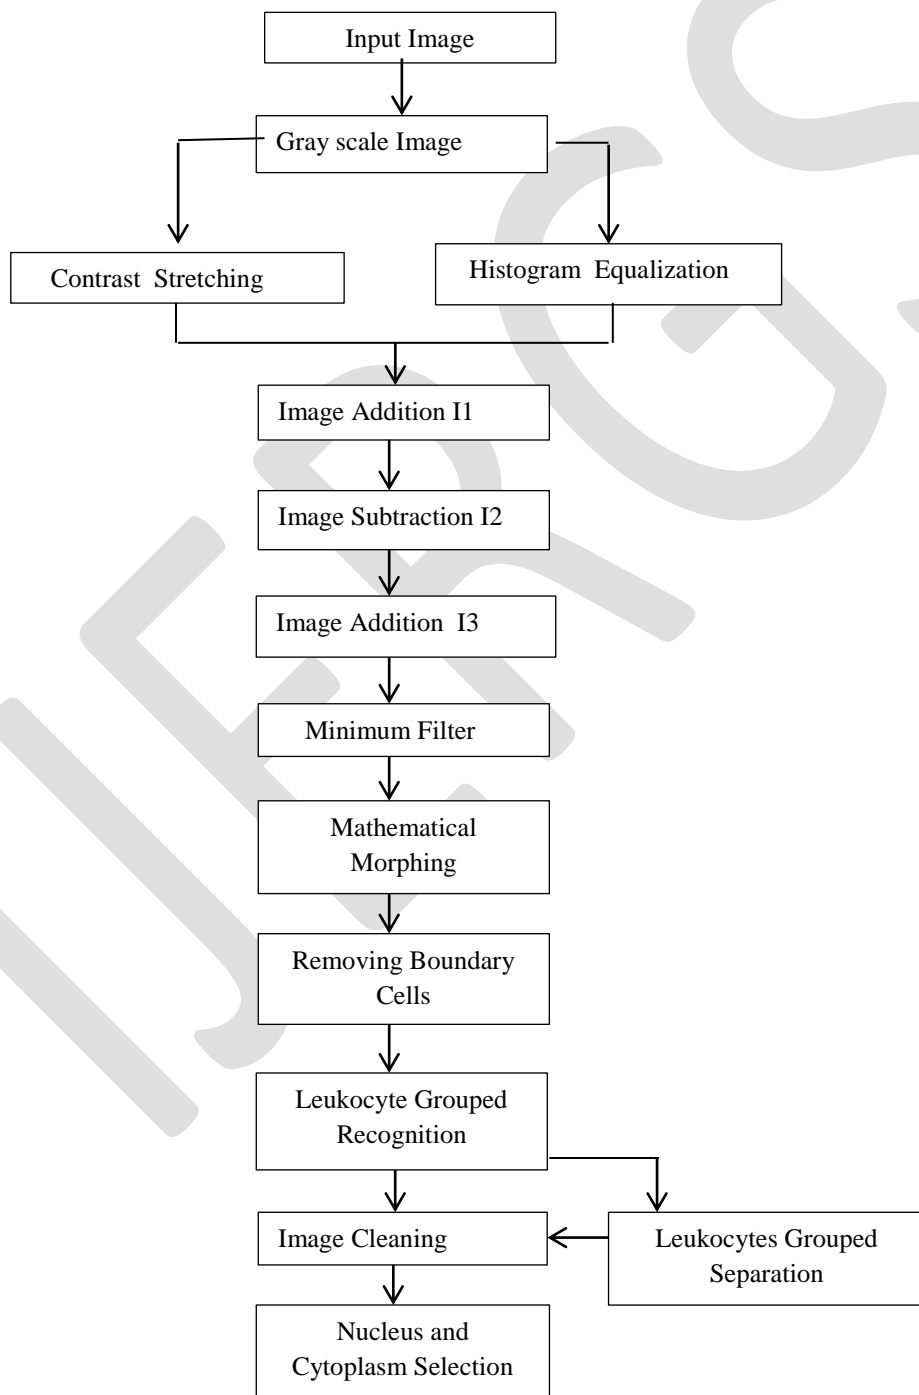 Input Image
Gray scale Image
Contrast Stretching
Histogram Equalization
Image Addition I1
Image Subtraction I2
Image Addition I3
Minimum Filter
Mathematical
Morphing
Removing Boundary
Cells
Leukocyte Grouped
Recognition
Image Cleaning
Leukocytes Grouped
Separation
Nucleus and
Cytoplasm Selection
IJERGS